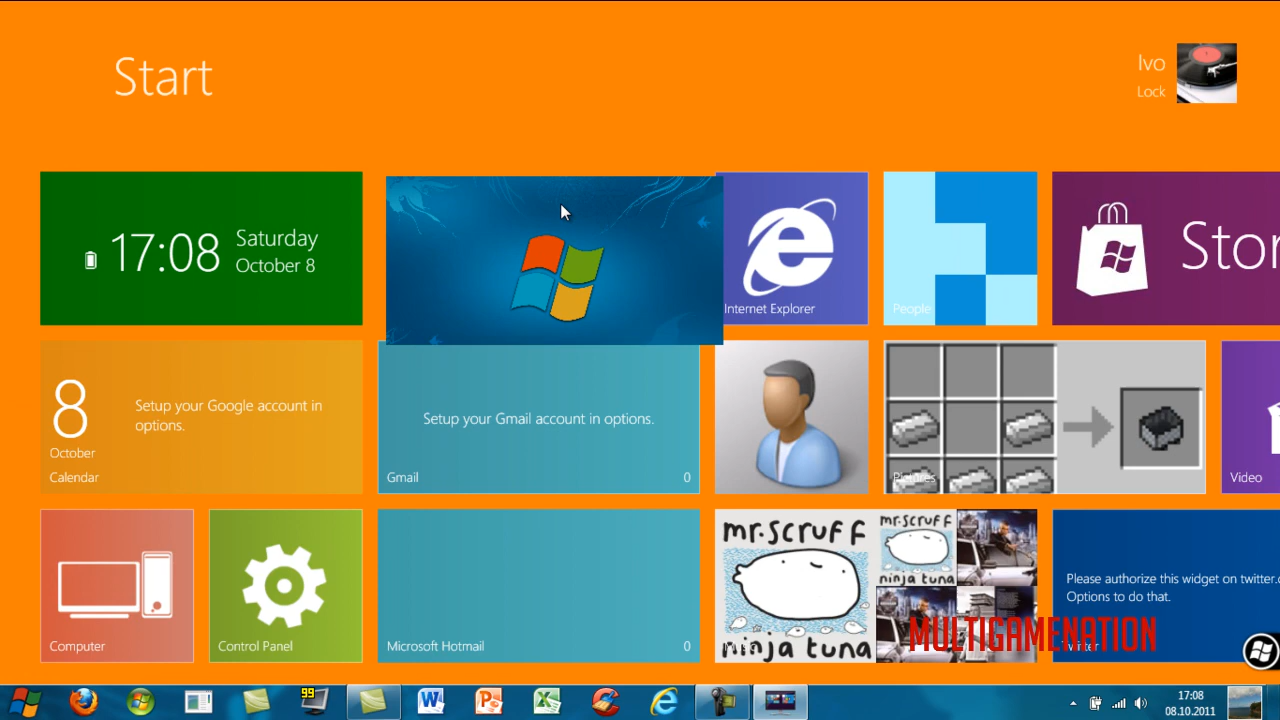 Start
Ivo
Lock
17:08
Saturday
October 8
Internet Explorer
People
Stor
8
October
Calendar
Setup your Google account in
options.
Setup your Gmail account in options.
Gmail
0
Pictures
Video
Computer
Control Panel
Microsoft Hotmail
0
mr.scruff
ninja tuna
mr.scruff
ninja tuna
Please authorize this widget on twitter.c
Options to do that.
Twitter
MULTIGAMENATION
99
17:08
08.10.2011